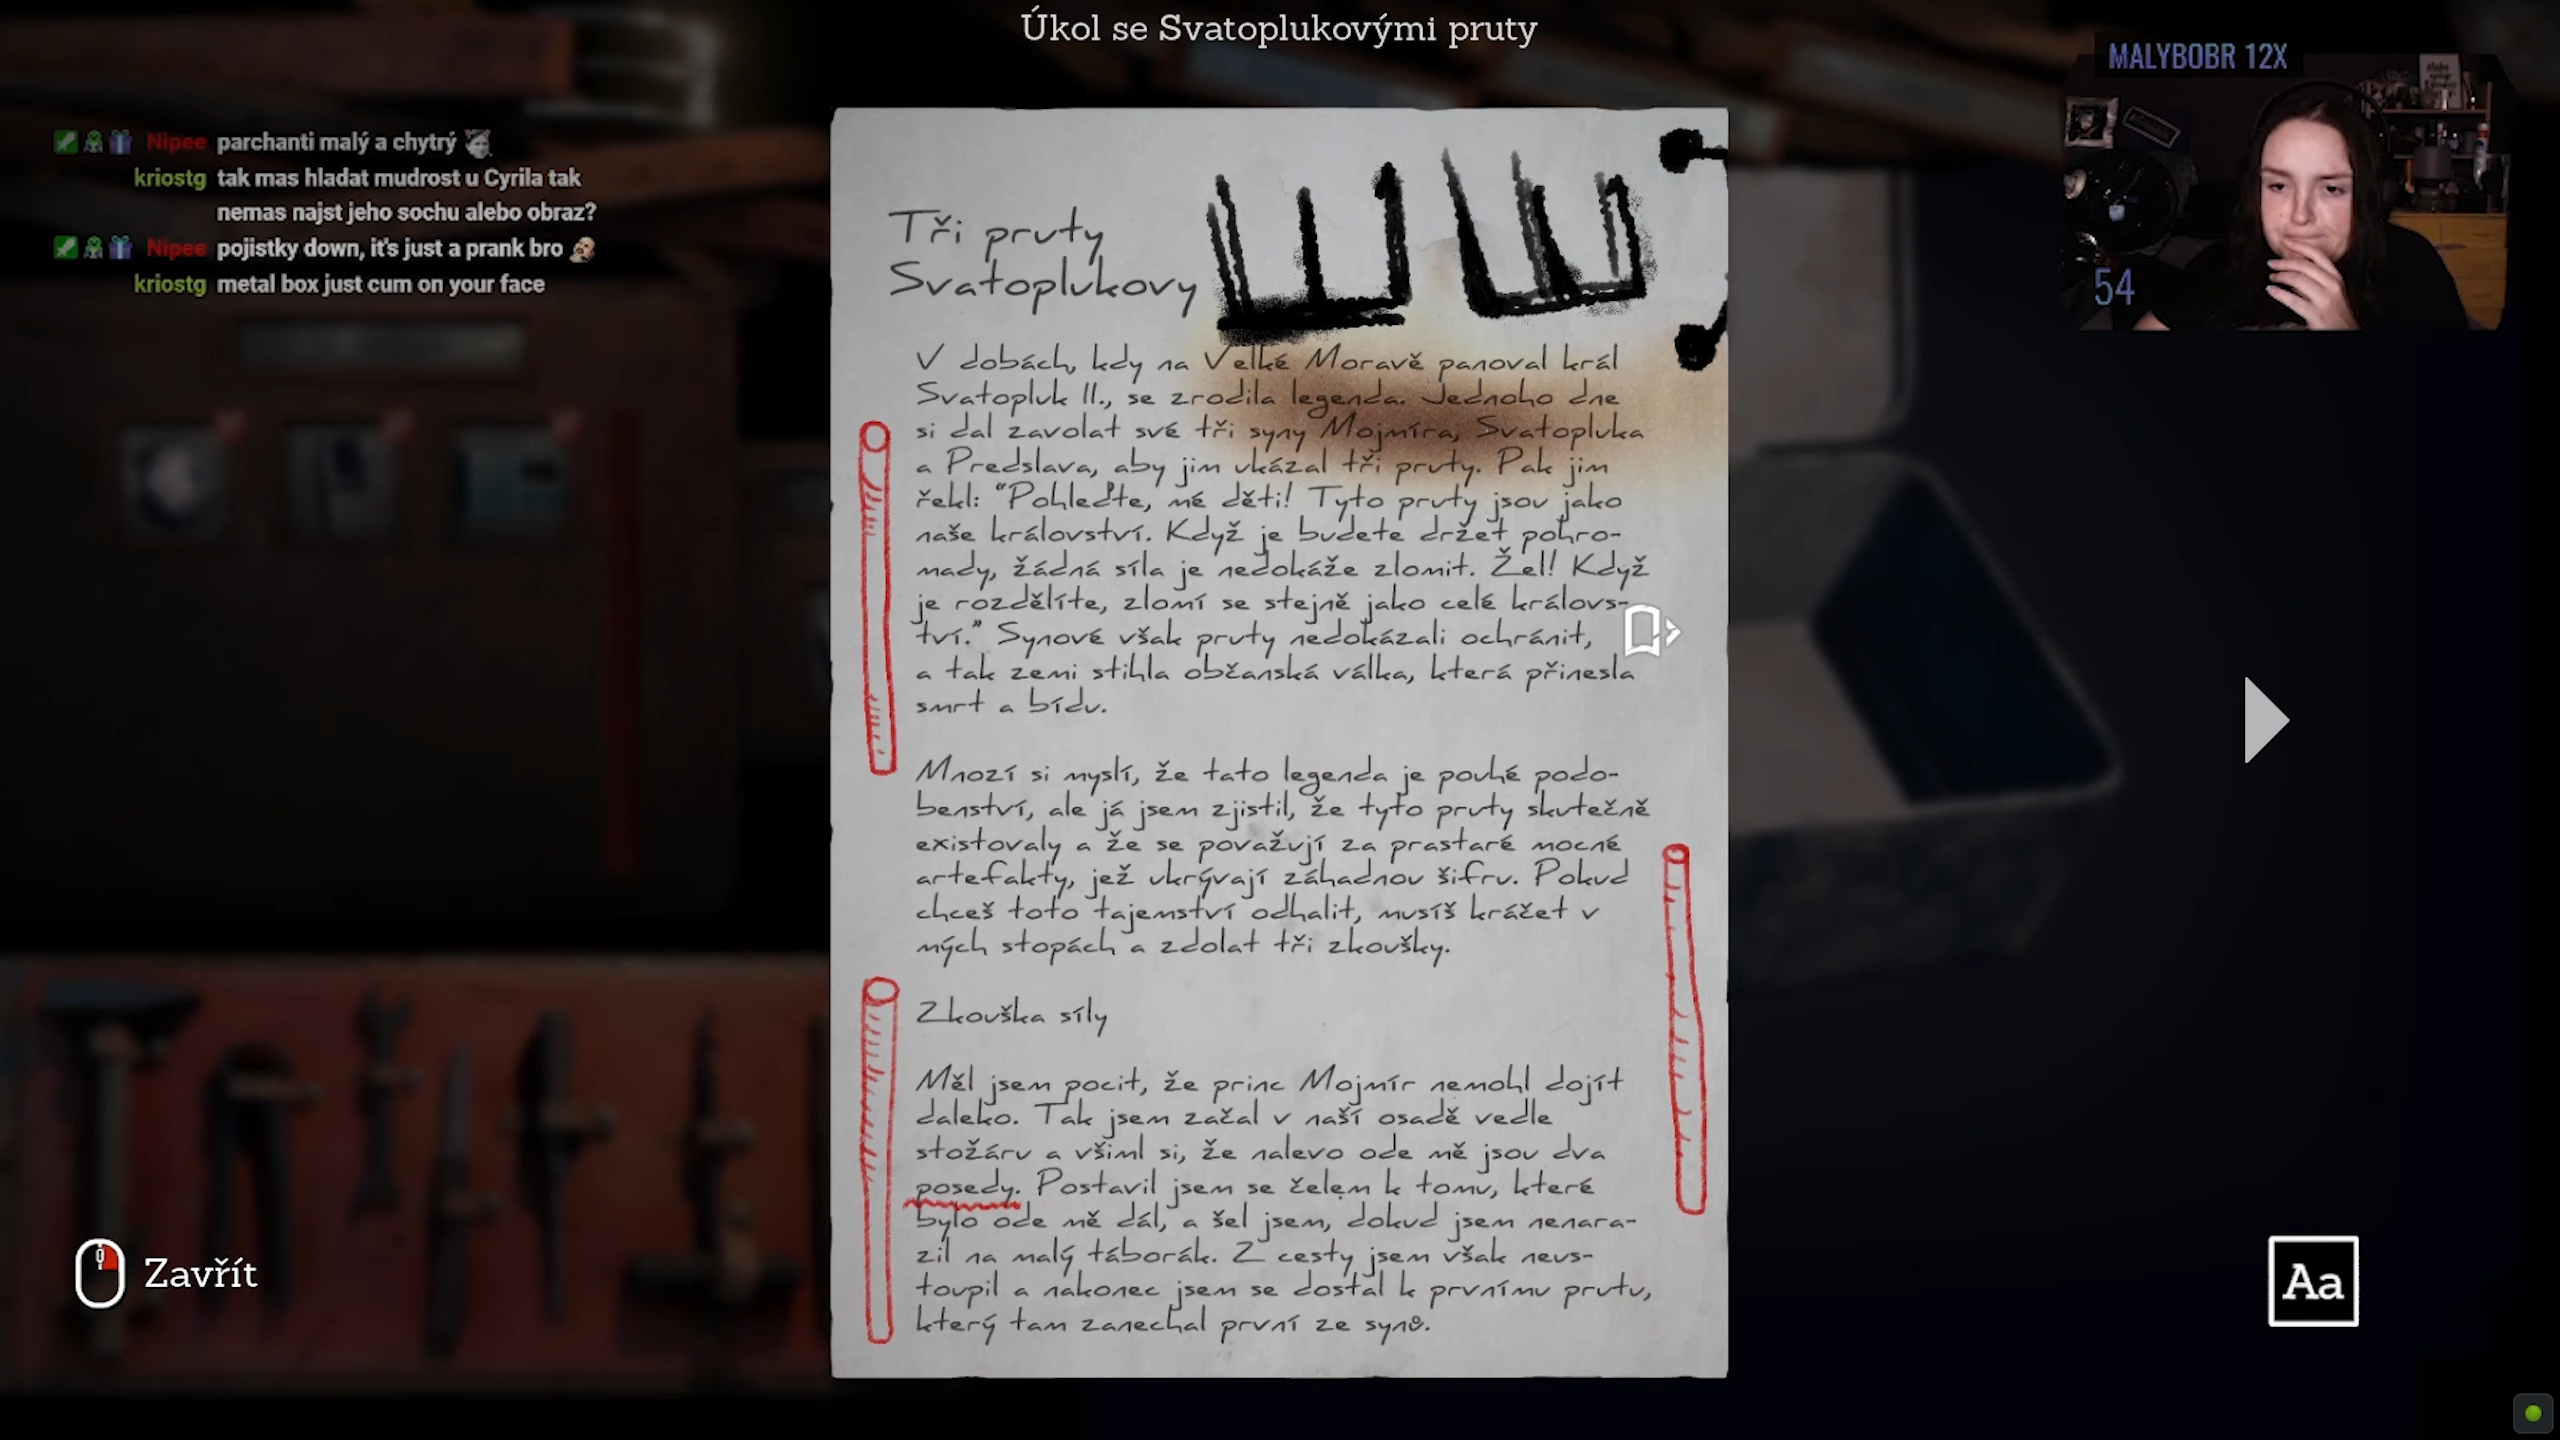 Úkol se Svatoplukovými pruty
MALYBOBR 12X
54
Nipee parchanti malý a chytrý
kriostg tak mas hladat mudrost u Cyrila tak
nemas najst jeho sochu alebo obraz?
Nipee pojistky down, it's just a prank bro
kriostg metal box just cum on your face
Tři pruty
Svatoplukovy
V dobách, kdy na Velké Moravě panoval král
Svatopluk II., se zrodila legenda. Jednoho dne
si dal zavolat své tři syny Mojmíra, Svatopluka
a Predslava, aby jim ukázal tři pruty. Pak jim
řekl: “Pohleďte, mé děti! Tyto pruty jsou jako
naše království. Když je budete držet pohro-
mady, žádná síla je nedokáže zlomit. Žel! Když
je rozdělíte, zlomí se stejně jako celé královs-
tví.” Synové však pruty nedokázali ochránit,
a tak zemi stihla občanská válka, která přinesla
smrt a bídu.
Mnozí si myslí, že tato legenda je pouhé podo-
benství, ale já jsem zjistil, že tyto pruty skutečně
existovaly a že se považují za prastaré mocné
artefakty, jež ukrývají záhadnou šifru. Pokud
chceš toto tajemství odhalit, musíš kráčet v
mých stopách a zdolat tři zkoušky.
Zkouška síly
Měl jsem pocit, že princ Mojmír nemohl dojít
daleko. Tak jsem začal v naší osadě vedle
stožáru a všiml si, že nalevo ode mě jsou dva
posedy. Postavil jsem se čelem k tomu, které
bylo ode mě dál, a šel jsem, dokud jsem nenara-
zil na malý táborák. Z cesty jsem však neus-
toupil a nakonec jsem se dostal k prvnímu prutu,
který tam zanechal první ze synů.
Zavřít
Aa